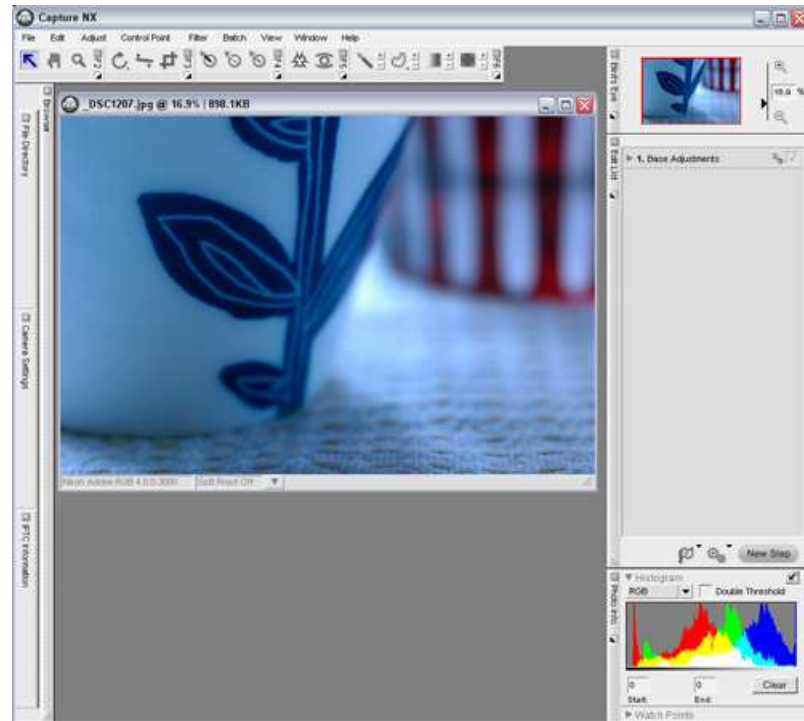 Capture NX
File Edit Adjust Control Point Filter Batch View Window Help
_DSC1207.jpg @ 16.9% | 898.1KB
Browser
File Directory
Camera Settings
IPTC Information
Nikon Adobe RGB 4.0.0.3000 Soft Proof Off
Bird's Eye
16.9 %
Edit List
1. Base Adjustments
New Step
Photo Info
Histogram
RGB Double Threshold
0 0 Clear
Start: End:
Watch Points